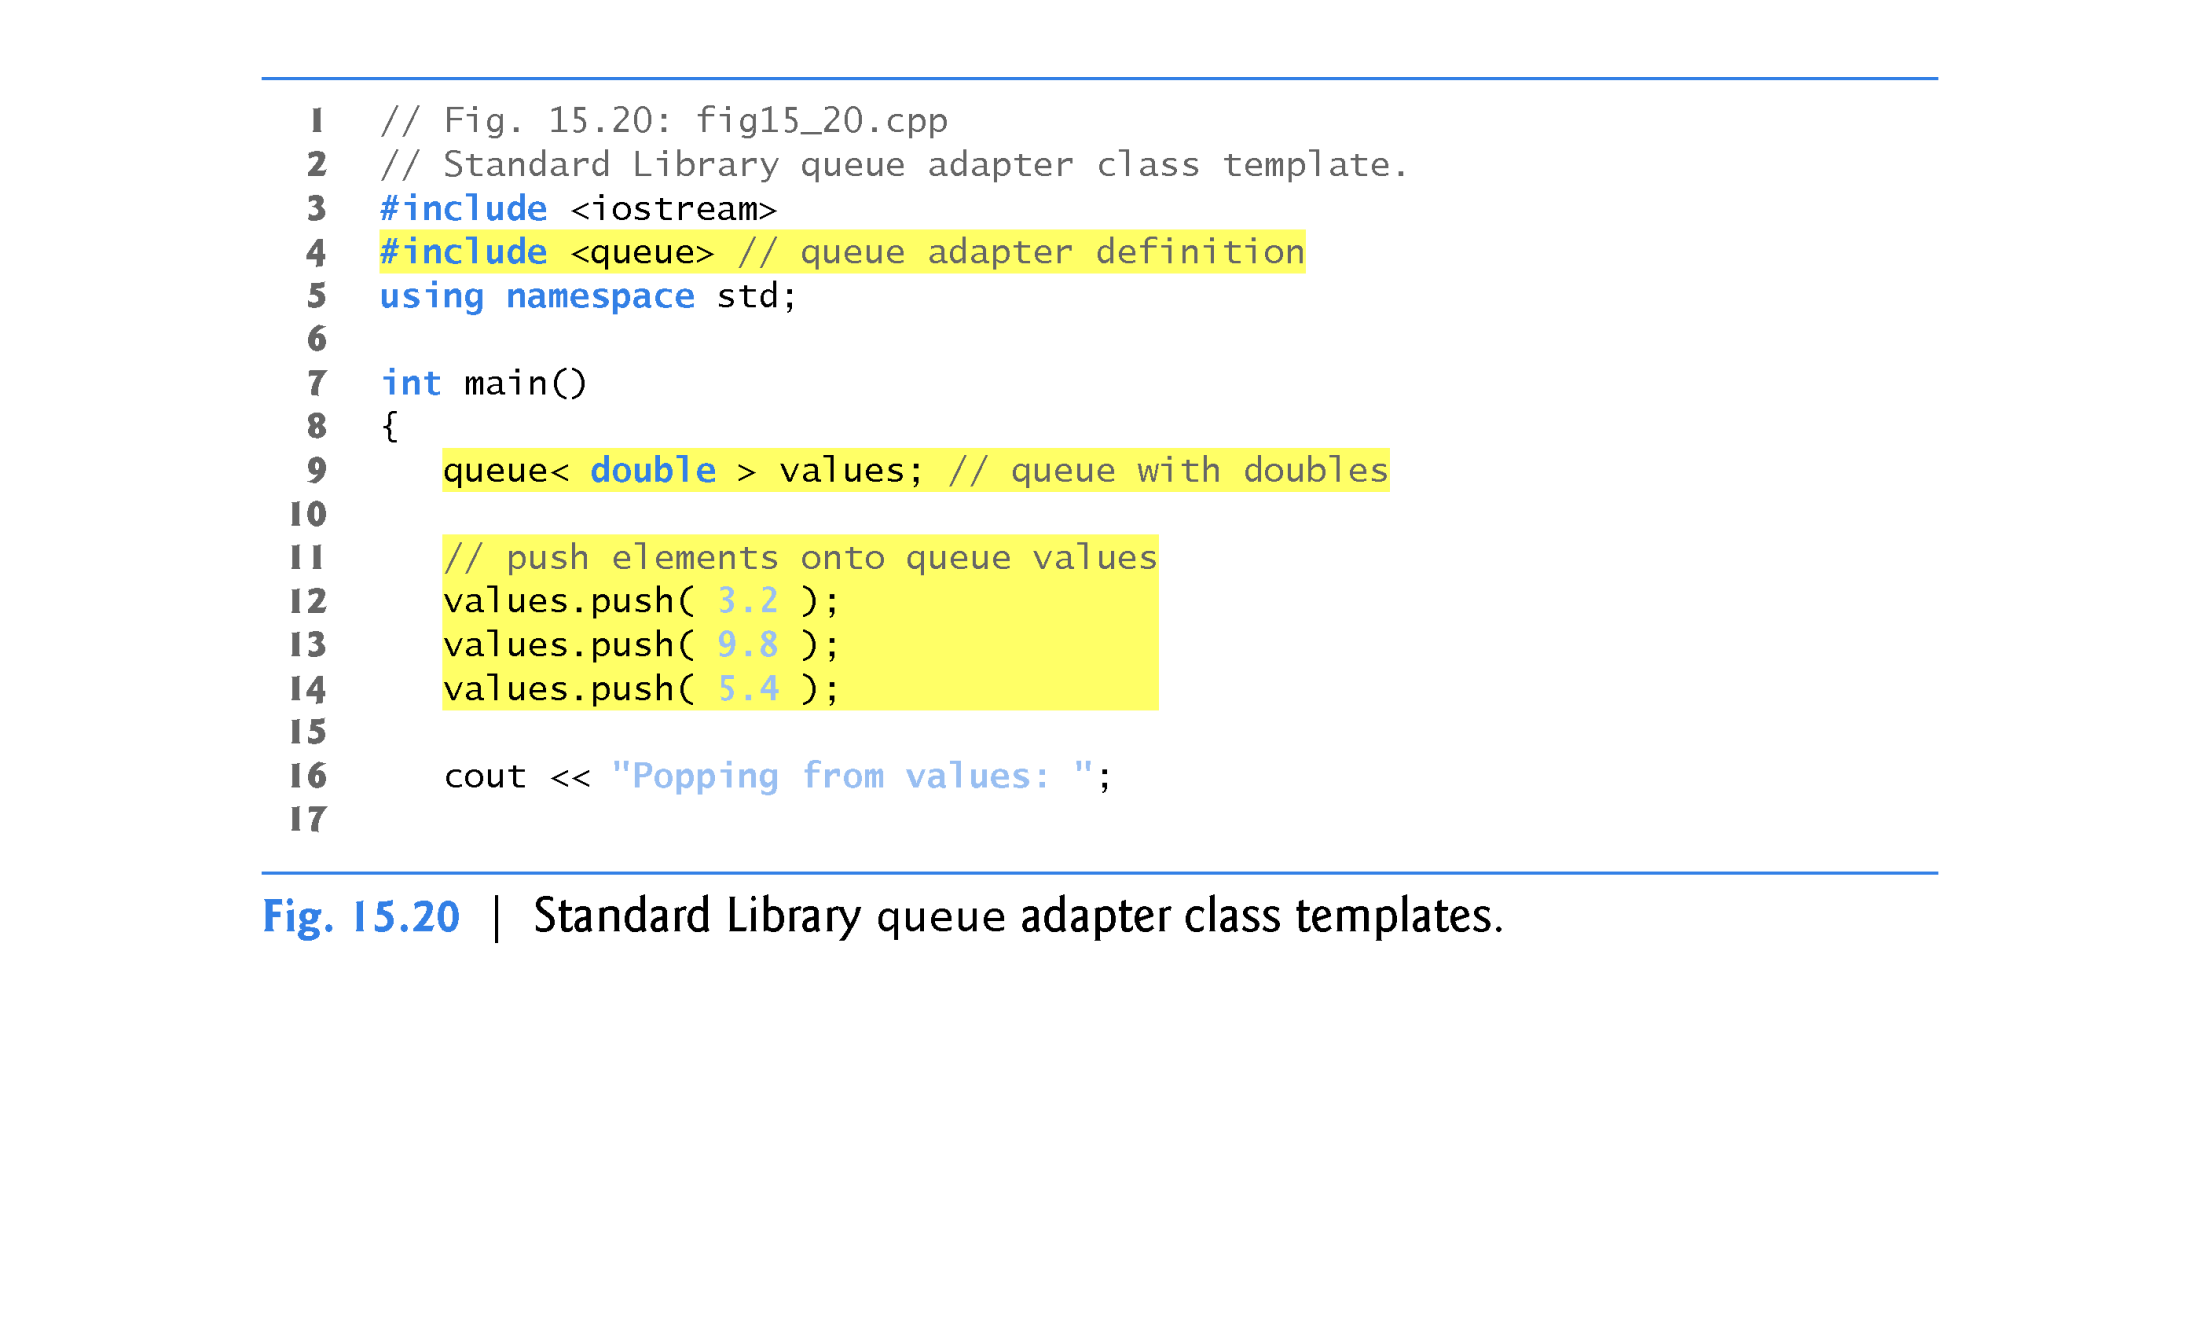 1 // Fig. 15.20: fig15_20.cpp
2 // Standard Library queue adapter class template.
3 #include <iostream>
4 #include <queue> // queue adapter definition
5 using namespace std;
6
7 int main()
8 {
9 queue< double > values; // queue with doubles
10
11 // push elements onto queue values
12 values.push( 3.2 );
13 values.push( 9.8 );
14 values.push( 5.4 );
15
16 cout << "Popping from values: ";
17
Fig. 15.20 | Standard Library queue adapter class templates.